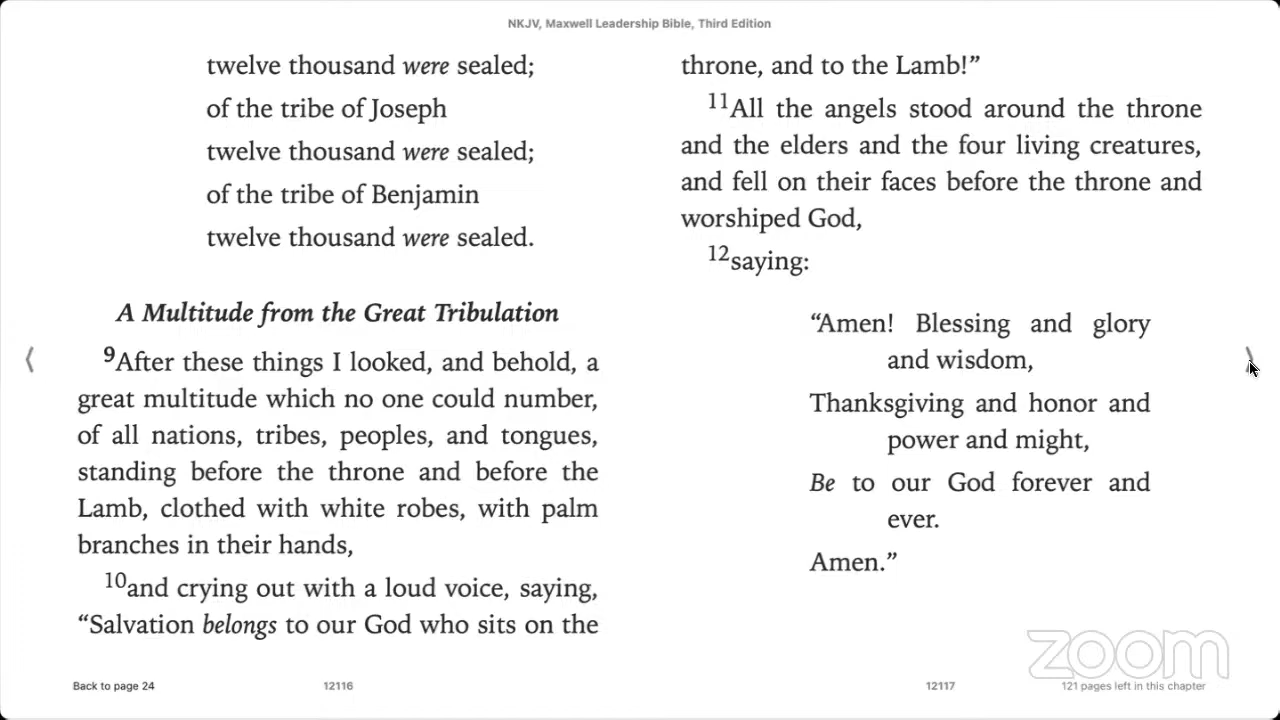 NKJV, Maxwell Leadership Bible, Third Edition
twelve thousand were sealed;
of the tribe of Joseph
twelve thousand were sealed;
of the tribe of Benjamin
twelve thousand were sealed.
A Multitude from the Great Tribulation
9After these things I looked, and behold, a
great multitude which no one could number,
of all nations, tribes, peoples, and tongues,
standing before the throne and before the
Lamb, clothed with white robes, with palm
branches in their hands,
10and crying out with a loud voice, saying,
“Salvation belongs to our God who sits on the
throne, and to the Lamb!”
11All the angels stood around the throne
and the elders and the four living creatures,
and fell on their faces before the throne and
worshiped God,
12saying:
“Amen! Blessing and glory
and wisdom,
Thanksgiving and honor and
power and might,
Be to our God forever and
ever.
Amen.”
zoom
Back to page 24
12116
12117
121 pages left in this chapter